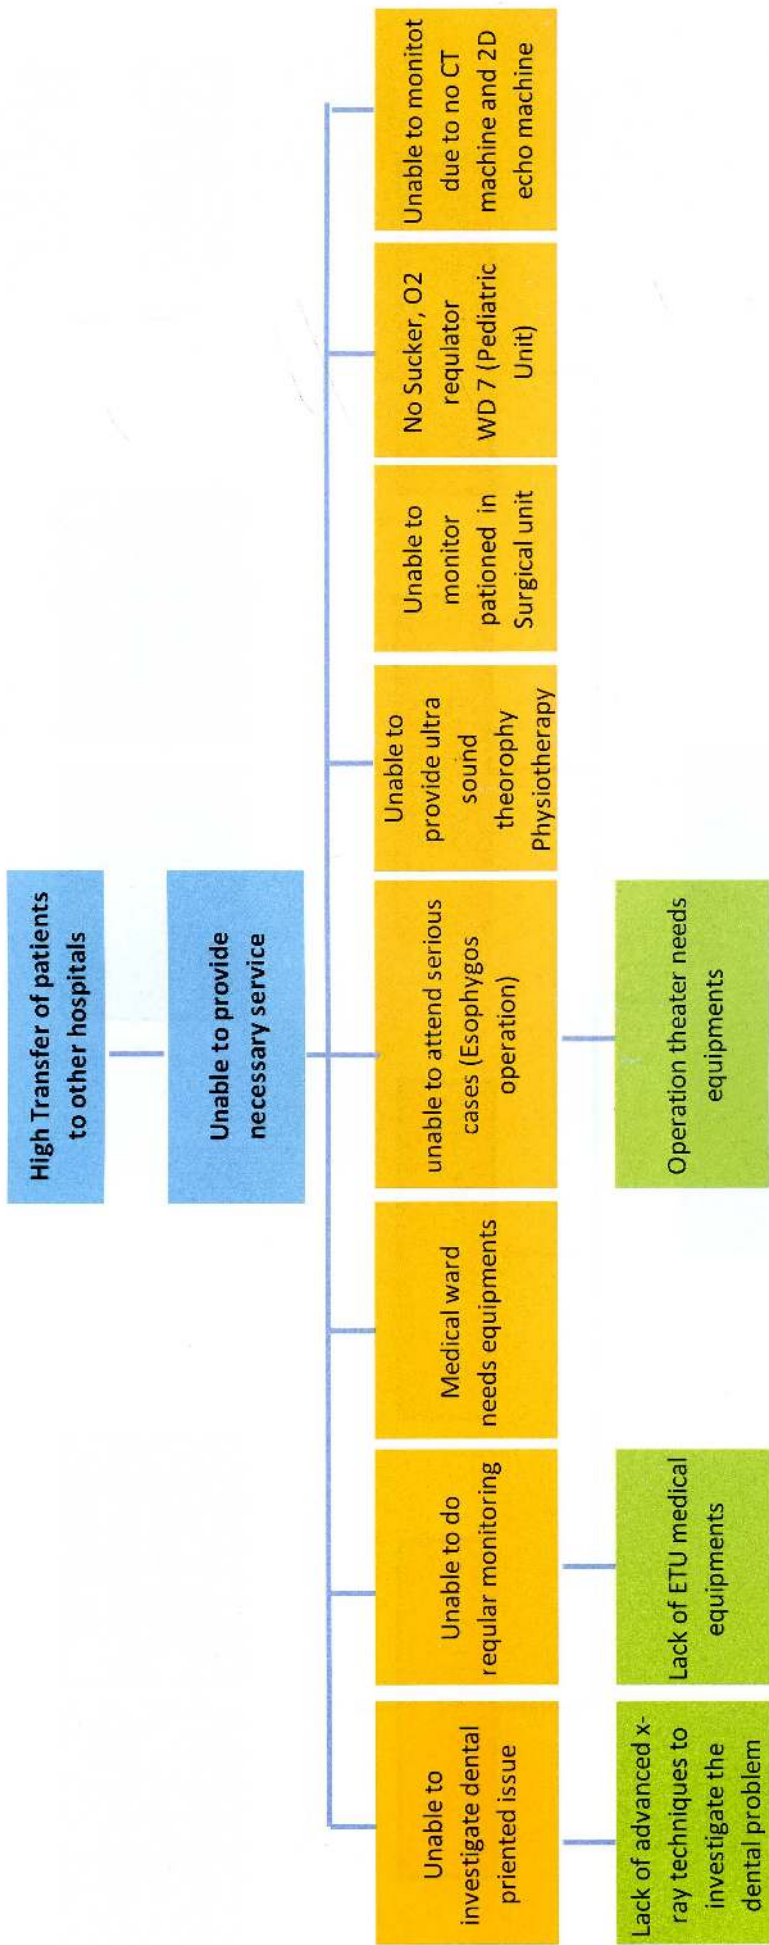 High Transfer of patients
to other hospitals
Unable to provide
necessary service
Unable to
investigate dental
priented issue
Unable to do
reqular monitoring
Medical ward
needs equipments
unable to attend serious
cases (Esophygos
operation)
Unable to
provide ultra
sound
theorophy
Physiotherapy
Unable to
monitor
pationed in
Surgical unit
No Sucker, O2
requlator
WD 7 (Pediatric
Unit)
Unable to monitot
due to no CT
machine and 2D
echo machine
Lack of advanced x-
ray techniques to
investigate the
dental problem
Lack of ETU medical
equipments
Operation theater needs
equipments